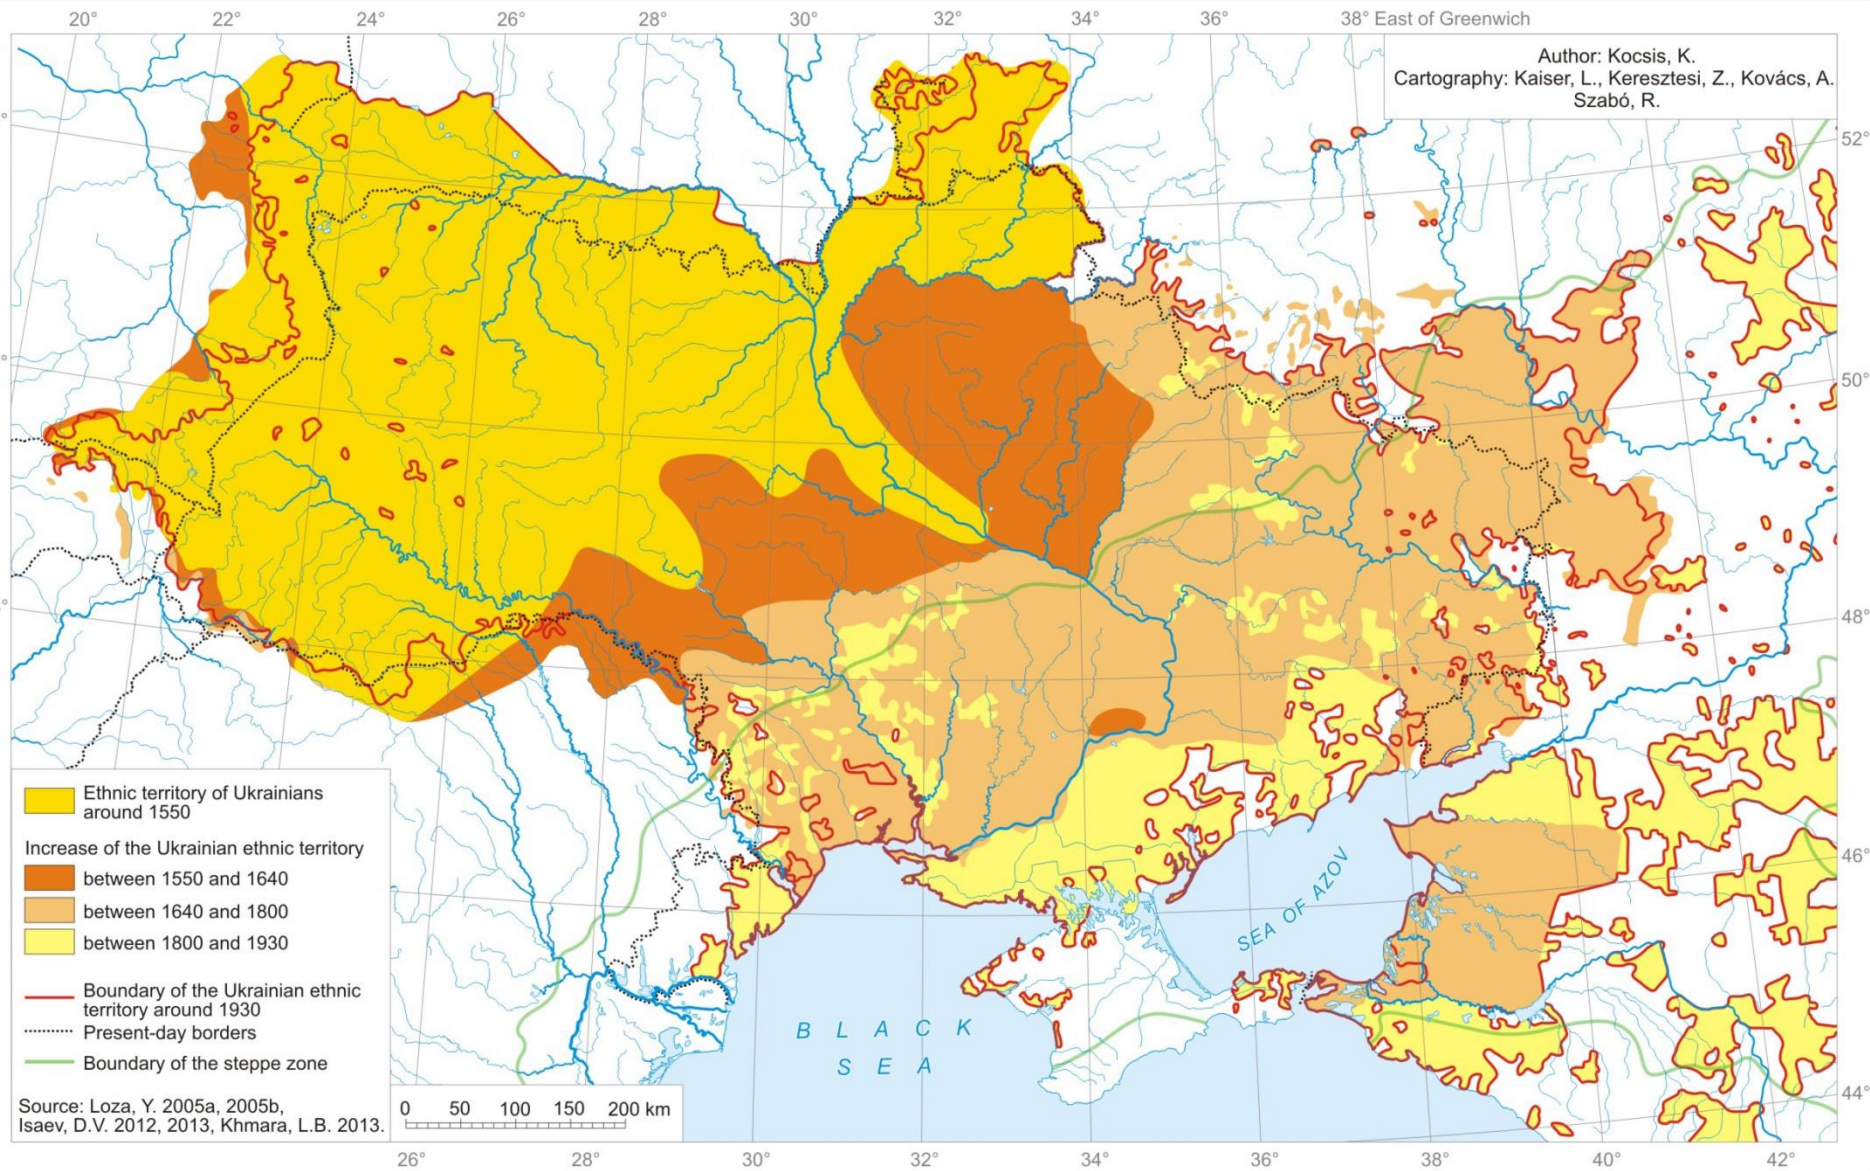 20° 22° 24° 26° 28° 30° 32° 34° 36° 38° East of Greenwich
Author: Kocsis, K.
Cartography: Kaiser, L., Keresztesi, Z., Kovács, A.
Szabó, R.
52°
50°
48°
46°
44°
SEA OF AZOV
BLACK
SEA
Ethnic territory of Ukrainians
around 1550
Increase of the Ukrainian ethnic territory
between 1550 and 1640
between 1640 and 1800
between 1800 and 1930
Boundary of the Ukrainian ethnic
territory around 1930
Present-day borders
Boundary of the steppe zone
Source: Loza, Y. 2005a, 2005b,
Isaev, D.V. 2012, 2013, Khmara, L.B. 2013.
0 50 100 150 200 km
26° 28° 30° 32° 34° 36° 38° 40° 42°